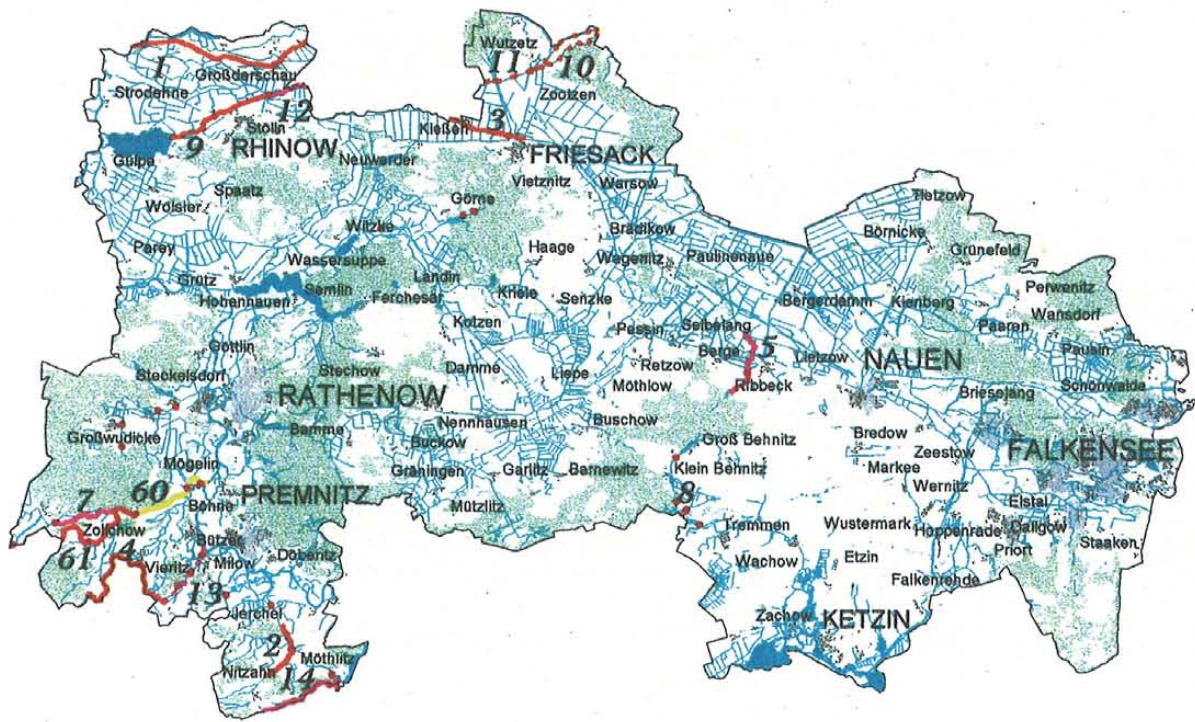 Wutzetz
11
10
1
Großderschau
Strodehne
12
Zootzen
Kleßen
3
9
Stölln
RHINOW
Gülpe
Neuwerder
FRIESACK
Vietznitz
Warsow
Tietzow
Spaatz
Wolsier
Görne
Witzke
Bradikow
Börnicke
Parey
Haage
Grünefeld
Wassersuppe
Wagenitz
Paulinenaue
Grütz
Landin
Semlin
Ferchesar
Kriele
Senzke
Bergerdamm
Kienberg
Perwenitz
Hohennauen
Wansdorf
Kotzen
Pessin
Selbelang
Paaren
Göttlin
Berge
5
Lietzow
NAUEN
Pausin
Steckelsdorf
Stechow
Damme
Liepe
Retzow
Möthlow
Ribbeck
Schönwalde
RATHENOW
Brieselang
Großwudicke
Bamme
Nennhausen
Buschow
Buckow
Groß Behnitz
Bredow
FALKENSEE
Mögelin
Gräningen
Garlitz
Barnewitz
Klein Behnitz
Zeestow
Markee
Wernitz
7
60
PREMNITZ
Böhne
Mützlitz
8
Elstal
Zollchow
Tremmen
Wustermark
Hoppenrade
Dallgow
61
4
Bützer
Döberitz
Priort
Staaken
Vieritz
Milow
Wachow
Etzin
13
Falkenrehde
Jerchel
Zachow
KETZIN
2
Möthlitz
Nitzahn
14